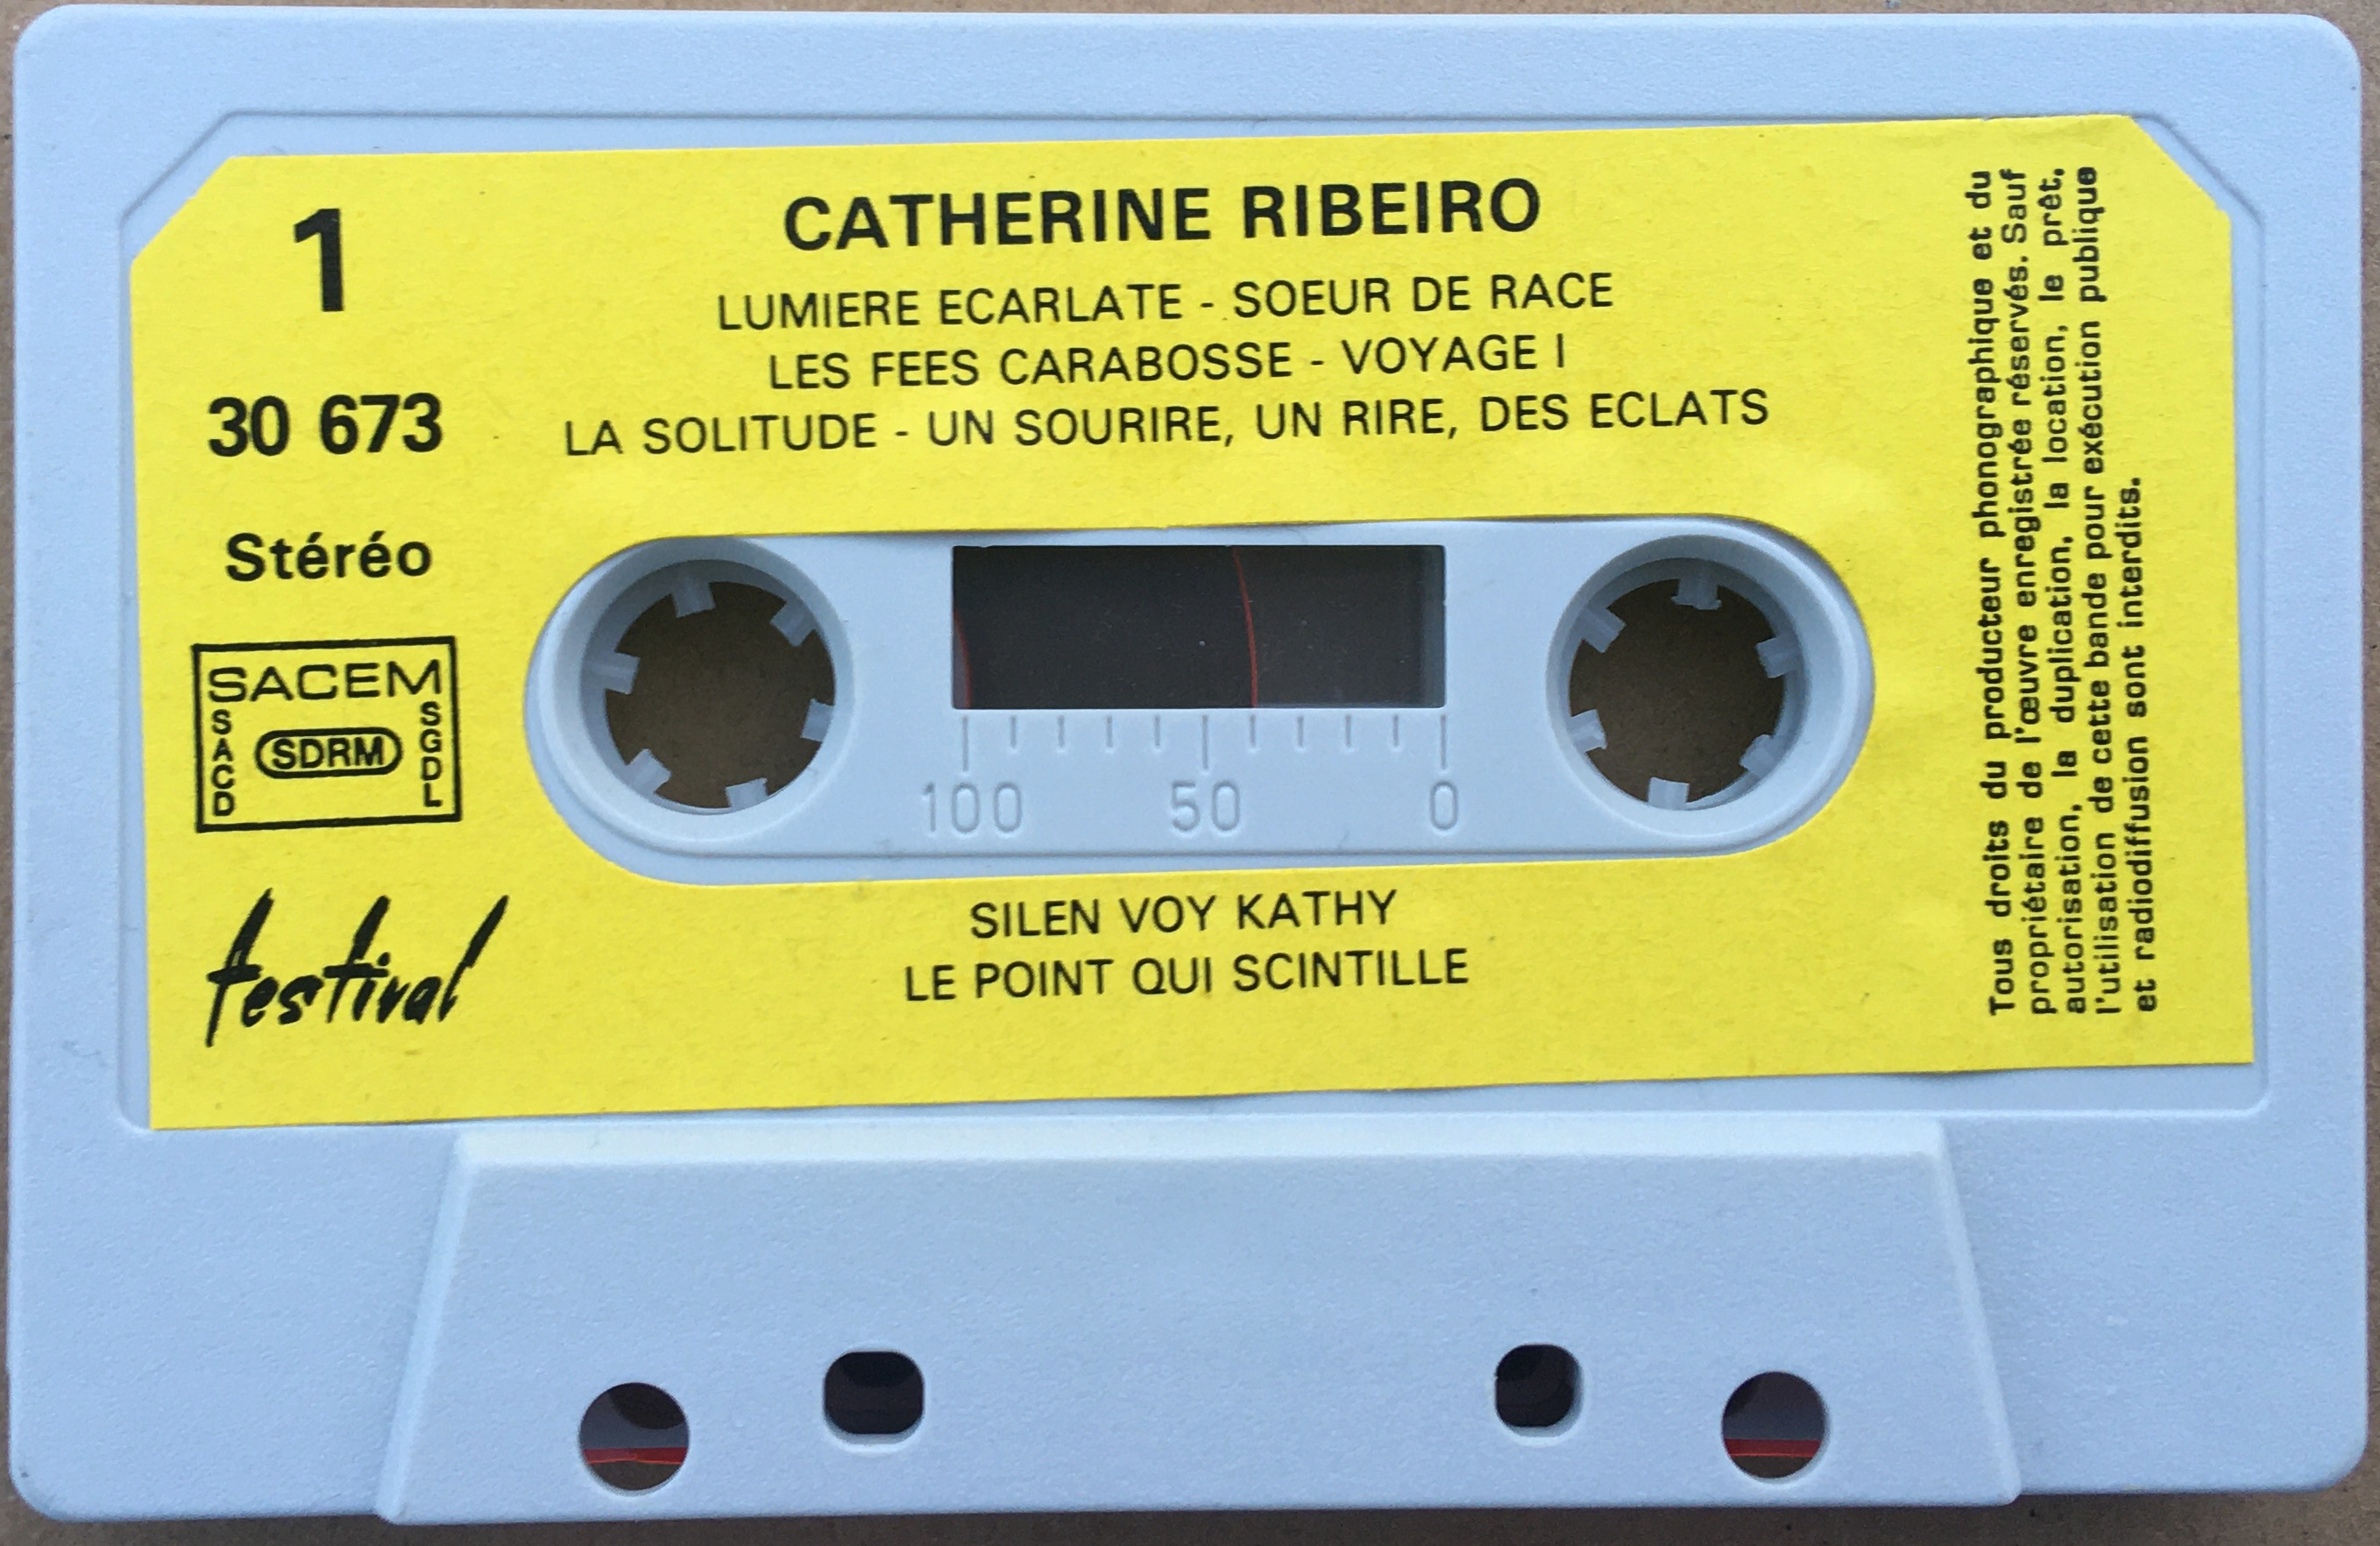 1
30 673
Stéréo
SACEM
SACD
SDRM
SGDL
festival
CATHERINE RIBEIRO
LUMIERE ECARLATE - SOEUR DE RACE
LES FEES CARABOSSE - VOYAGE I
LA SOLITUDE - UN SOURIRE, UN RIRE, DES ECLATS
100 50 0
SILEN VOY KATHY
LE POINT QUI SCINTILLE
Tous droits du producteur phonographique et du
propriétaire de l'œuvre enregistrée réservés. Sauf
autorisation, la duplication, la location, le prêt,
l'utilisation de cette bande pour exécution publique
et radiodiffusion sont interdits.